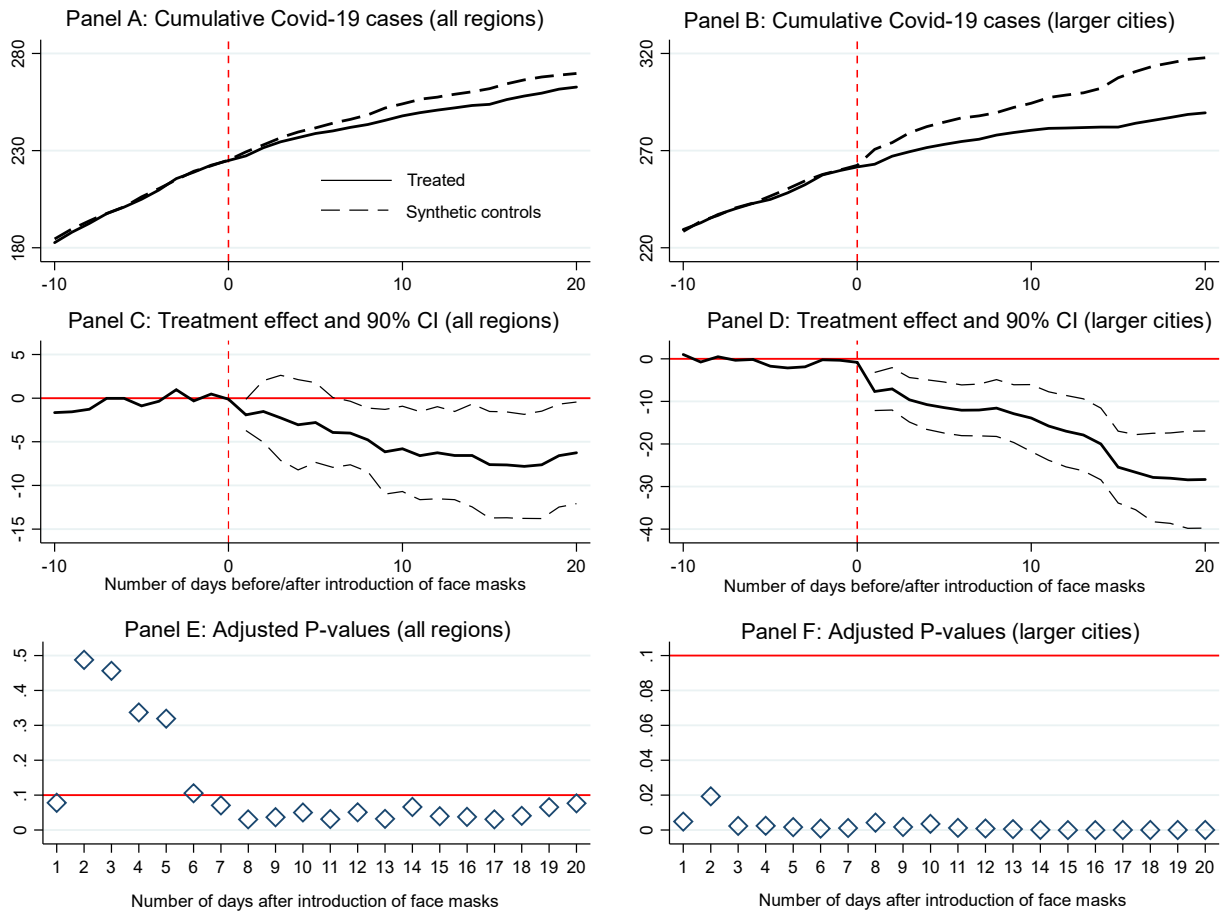 Panel A: Cumulative Covid-19 cases (all regions)
280
230
180
Treated
Synthetic controls
-10 0 10 20
Panel B: Cumulative Covid-19 cases (larger cities)
320
270
220
-10 0 10 20
Panel C: Treatment effect and 90% CI (all regions)
5
0
-5
-10
-15
-10 0 10 20
Number of days before/after introduction of face masks
Panel D: Treatment effect and 90% CI (larger cities)
0
-10
-20
-30
-40
-10 0 10 20
Number of days before/after introduction of face masks
Panel E: Adjusted P-values (all regions)
.5
.4
.3
.2
.1
0
1 2 3 4 5 6 7 8 9 10 11 12 13 14 15 16 17 18 19 20
Number of days after introduction of face masks
Panel F: Adjusted P-values (larger cities)
.1
.08
.06
.04
.02
0
1 2 3 4 5 6 7 8 9 10 11 12 13 14 15 16 17 18 19 20
Number of days after introduction of face masks